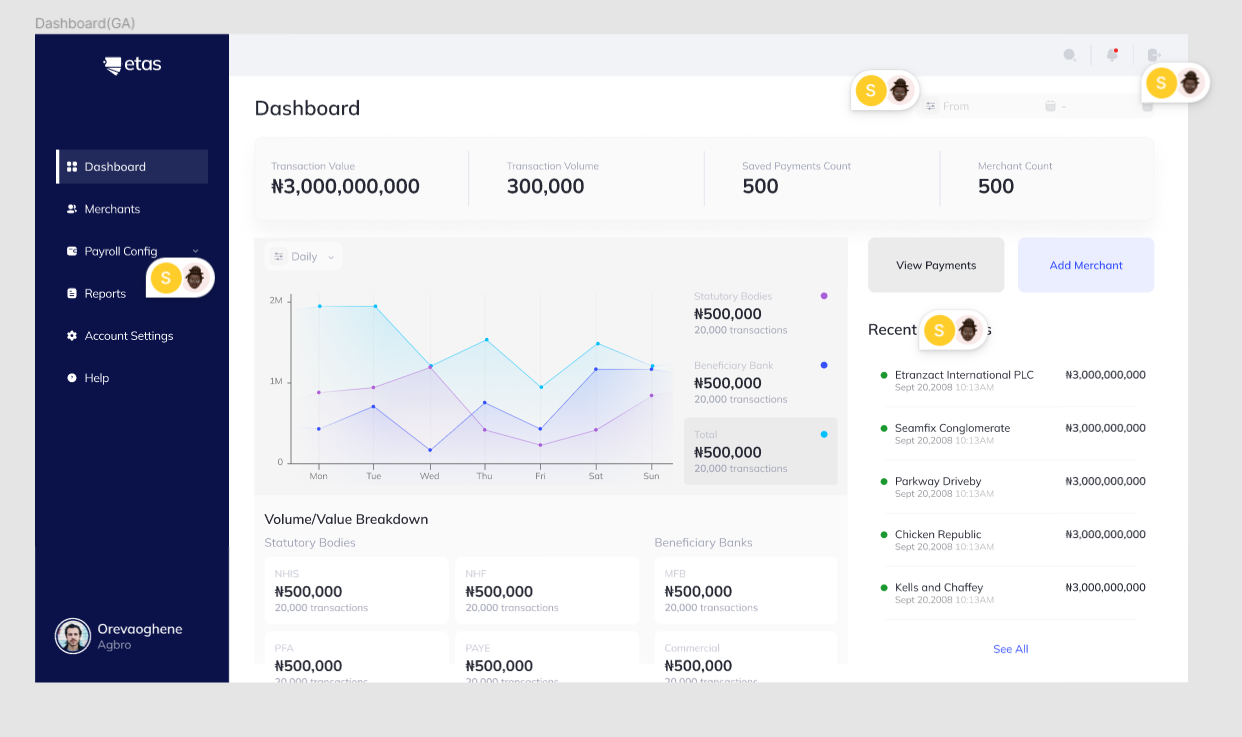 Dashboard(GA)
etas
Dashboard
Merchants
Payroll Config
Reports
Account Settings
Help
Orevaoghene
Agbro
S
S
S
S
Dashboard
From
-
Transaction Value
₦3,000,000,000
Transaction Volume
300,000
Saved Payments Count
500
Merchant Count
500
Daily
2M
1M
0
Mon Tue Wed Thu Fri Sat Sun
Statutory Bodies
₦500,000
20,000 transactions
Beneficiary Bank
₦500,000
20,000 transactions
Total
₦500,000
20,000 transactions
Volume/Value Breakdown
Statutory Bodies
NHIS
₦500,000
20,000 transactions
NHF
₦500,000
20,000 transactions
PFA
₦500,000
20,000 transactions
PAYE
₦500,000
20,000 transactions
Beneficiary Banks
MFB
₦500,000
20,000 transactions
Commercial
₦500,000
20,000 transactions
View Payments
Add Merchant
Recent
Etranzact International PLC ₦3,000,000,000
Sept 20,2008 10:13AM
Seamfix Conglomerate ₦3,000,000,000
Sept 20,2008 10:13AM
Parkway Driveby ₦3,000,000,000
Sept 20,2008 10:13AM
Chicken Republic ₦3,000,000,000
Sept 20,2008 10:13AM
Kells and Chaffey ₦3,000,000,000
Sept 20,2008 10:13AM
See All